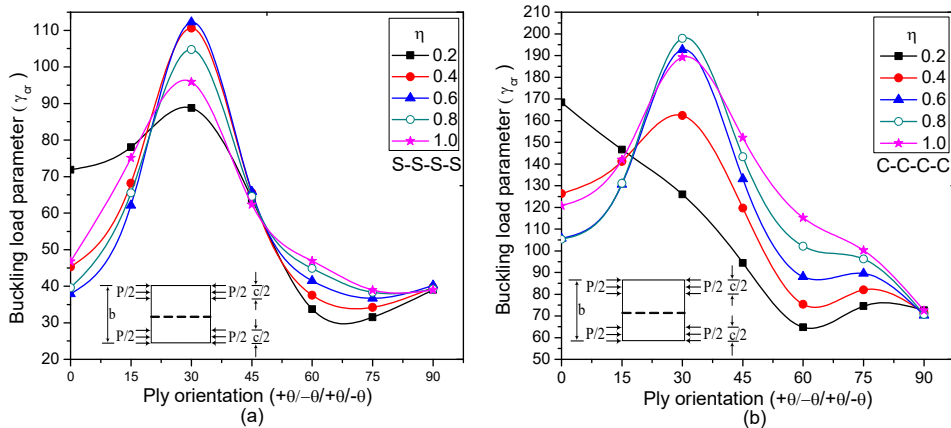 Buckling load parameter ( γcr )
120
110
100
90
80
70
60
50
40
30
20
η
0.2
0.4
0.6
0.8
1.0
S-S-S-S
P/2
P/2
c/2
b
P/2
P/2
c/2
0 15 30 45 60 75 90
Ply orientation (+θ/−θ/+θ/-θ)
(a)
Buckling load parameter ( γcr )
210
200
190
180
170
160
150
140
130
120
110
100
90
80
70
60
50
η
0.2
0.4
0.6
0.8
1.0
C-C-C-C
P/2
P/2
c/2
b
P/2
P/2
c/2
0 15 30 45 60 75 90
Ply orientation (+θ/−θ/+θ/-θ)
(b)